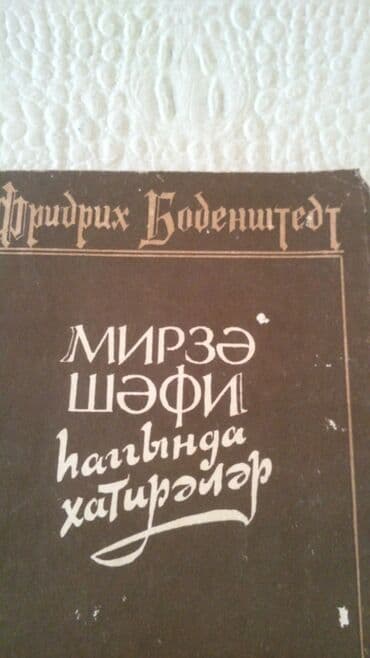 Фридрих Боденштедт
МИРЗӘ
ШӘФИ
һаггында
хатирәләр